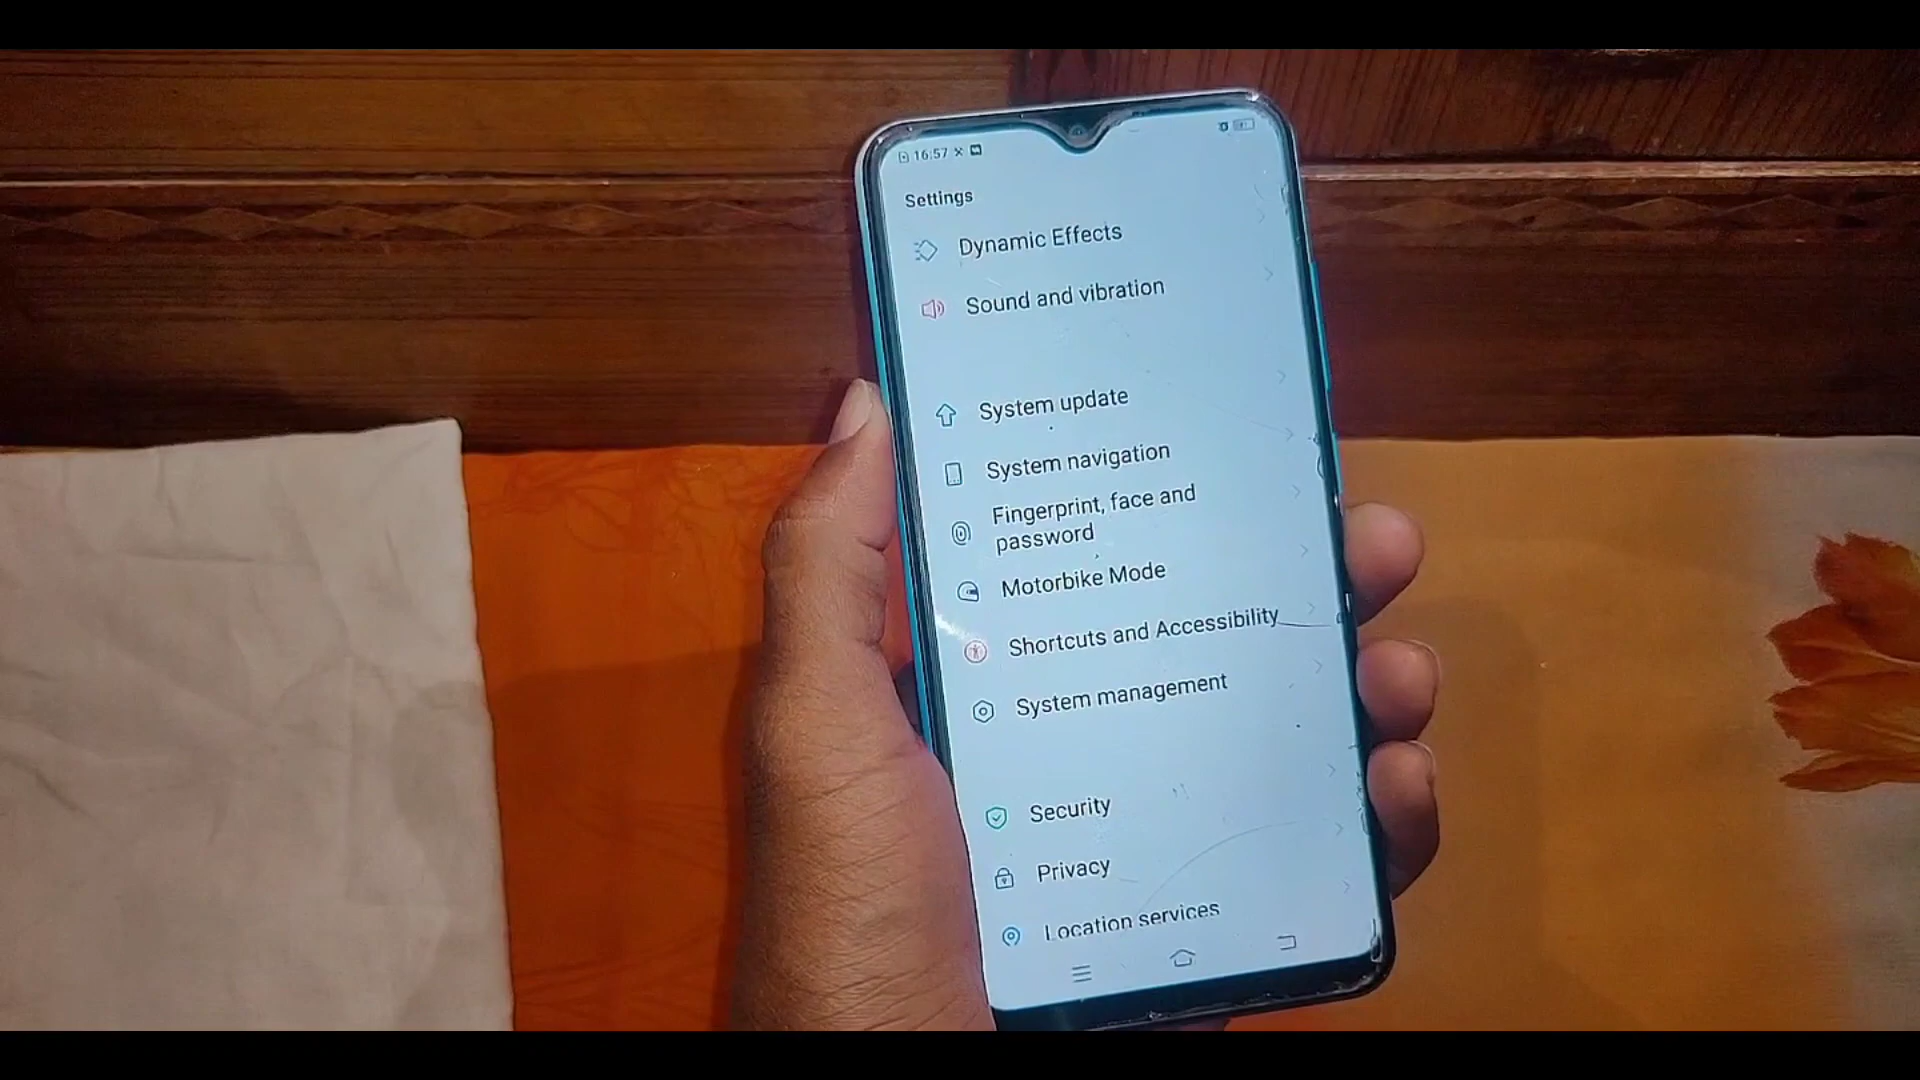 16:57
Settings
Dynamic Effects
Sound and vibration
System update
System navigation
Fingerprint, face and
password
Motorbike Mode
Shortcuts and Accessibility
System management
Security
Privacy
Location services